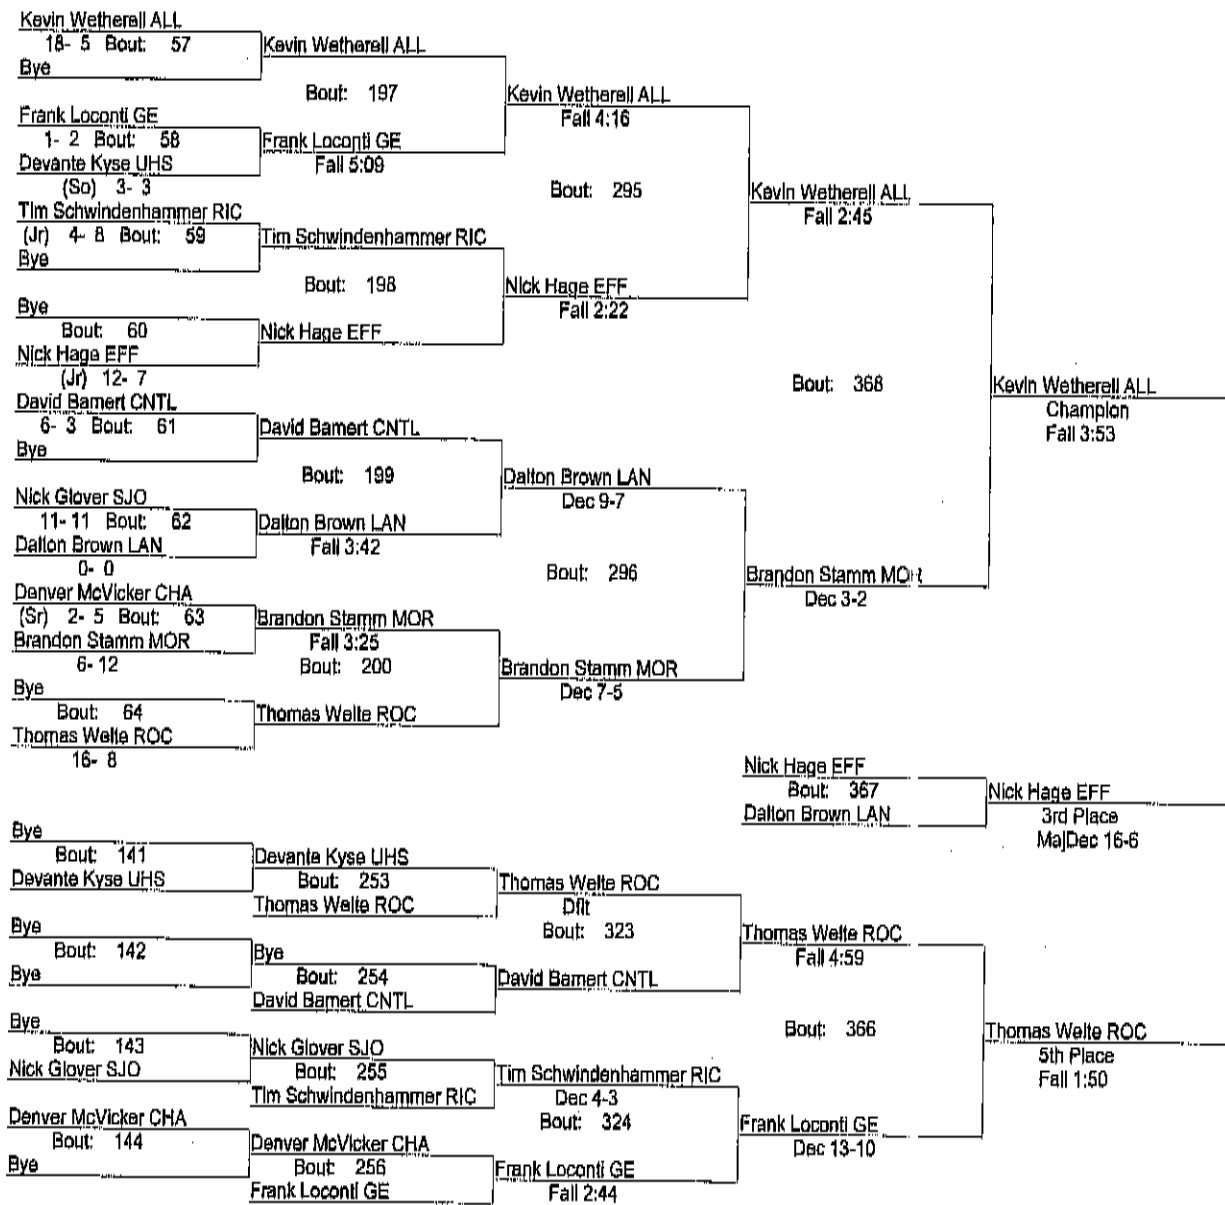 Kevin Wetherell ALL
18- 5 Bout: 57
Bye
Kevin Wetherell ALL
Bout: 197
Frank Loconti GE
1- 2 Bout: 58
Devante Kyse UHS
(So) 3- 3
Frank Loconti GE
Fall 5:09
Kevin Wetherell ALL
Fall 4:16
Bout: 295
Tim Schwindenhammer RIC
(Jr) 4- 8 Bout: 59
Bye
Tim Schwindenhammer RIC
Bout: 198
Bye
Bout: 60
Nick Hage EFF
(Jr) 12- 7
Nick Hage EFF
Nick Hage EFF
Fall 2:22
Kevin Wetherell ALL
Fall 2:45
Bout: 368
Kevin Wetherell ALL
Champion
Fall 3:53
David Bamert CNTL
6- 3 Bout: 61
Bye
David Bamert CNTL
Bout: 199
Nick Glover SJO
11- 11 Bout: 62
Dalton Brown LAN
0- 0
Dalton Brown LAN
Fall 3:42
Dalton Brown LAN
Dec 9-7
Bout: 296
Denver McVicker CHA
(Sr) 2- 5 Bout: 63
Brandon Stamm MOR
6- 12
Brandon Stamm MOR
Fall 3:25
Bout: 200
Bye
Bout: 64
Thomas Welte ROC
16- 8
Thomas Welte ROC
Brandon Stamm MOR
Dec 7-5
Brandon Stamm MOR
Dec 3-2
Nick Hage EFF
Bout: 367
Dalton Brown LAN
Nick Hage EFF
3rd Place
MajDec 16-6
Bye
Bout: 141
Devante Kyse UHS
Devante Kyse UHS
Bout: 253
Thomas Welte ROC
Thomas Welte ROC
Dflt
Bout: 323
Bye
Bout: 142
Bye
Bye
Bout: 254
David Bamert CNTL
David Bamert CNTL
Thomas Welte ROC
Fall 4:59
Bout: 366
Bye
Bout: 143
Nick Glover SJO
Nick Glover SJO
Bout: 255
Tim Schwindenhammer RIC
Tim Schwindenhammer RIC
Dec 4-3
Bout: 324
Denver McVicker CHA
Bout: 144
Bye
Denver McVicker CHA
Bout: 256
Frank Loconti GE
Frank Loconti GE
Fall 2:44
Frank Loconti GE
Dec 13-10
Thomas Welte ROC
5th Place
Fall 1:50